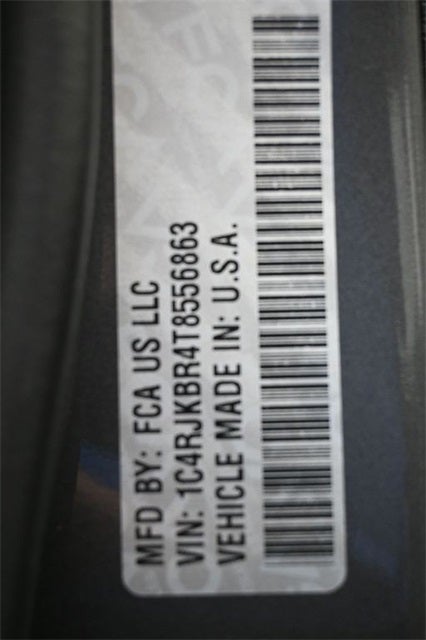 MFD BY: FCA US LLC
VIN: 1C4RJKBR4T8556863
VEHICLE MADE IN: U.S.A.